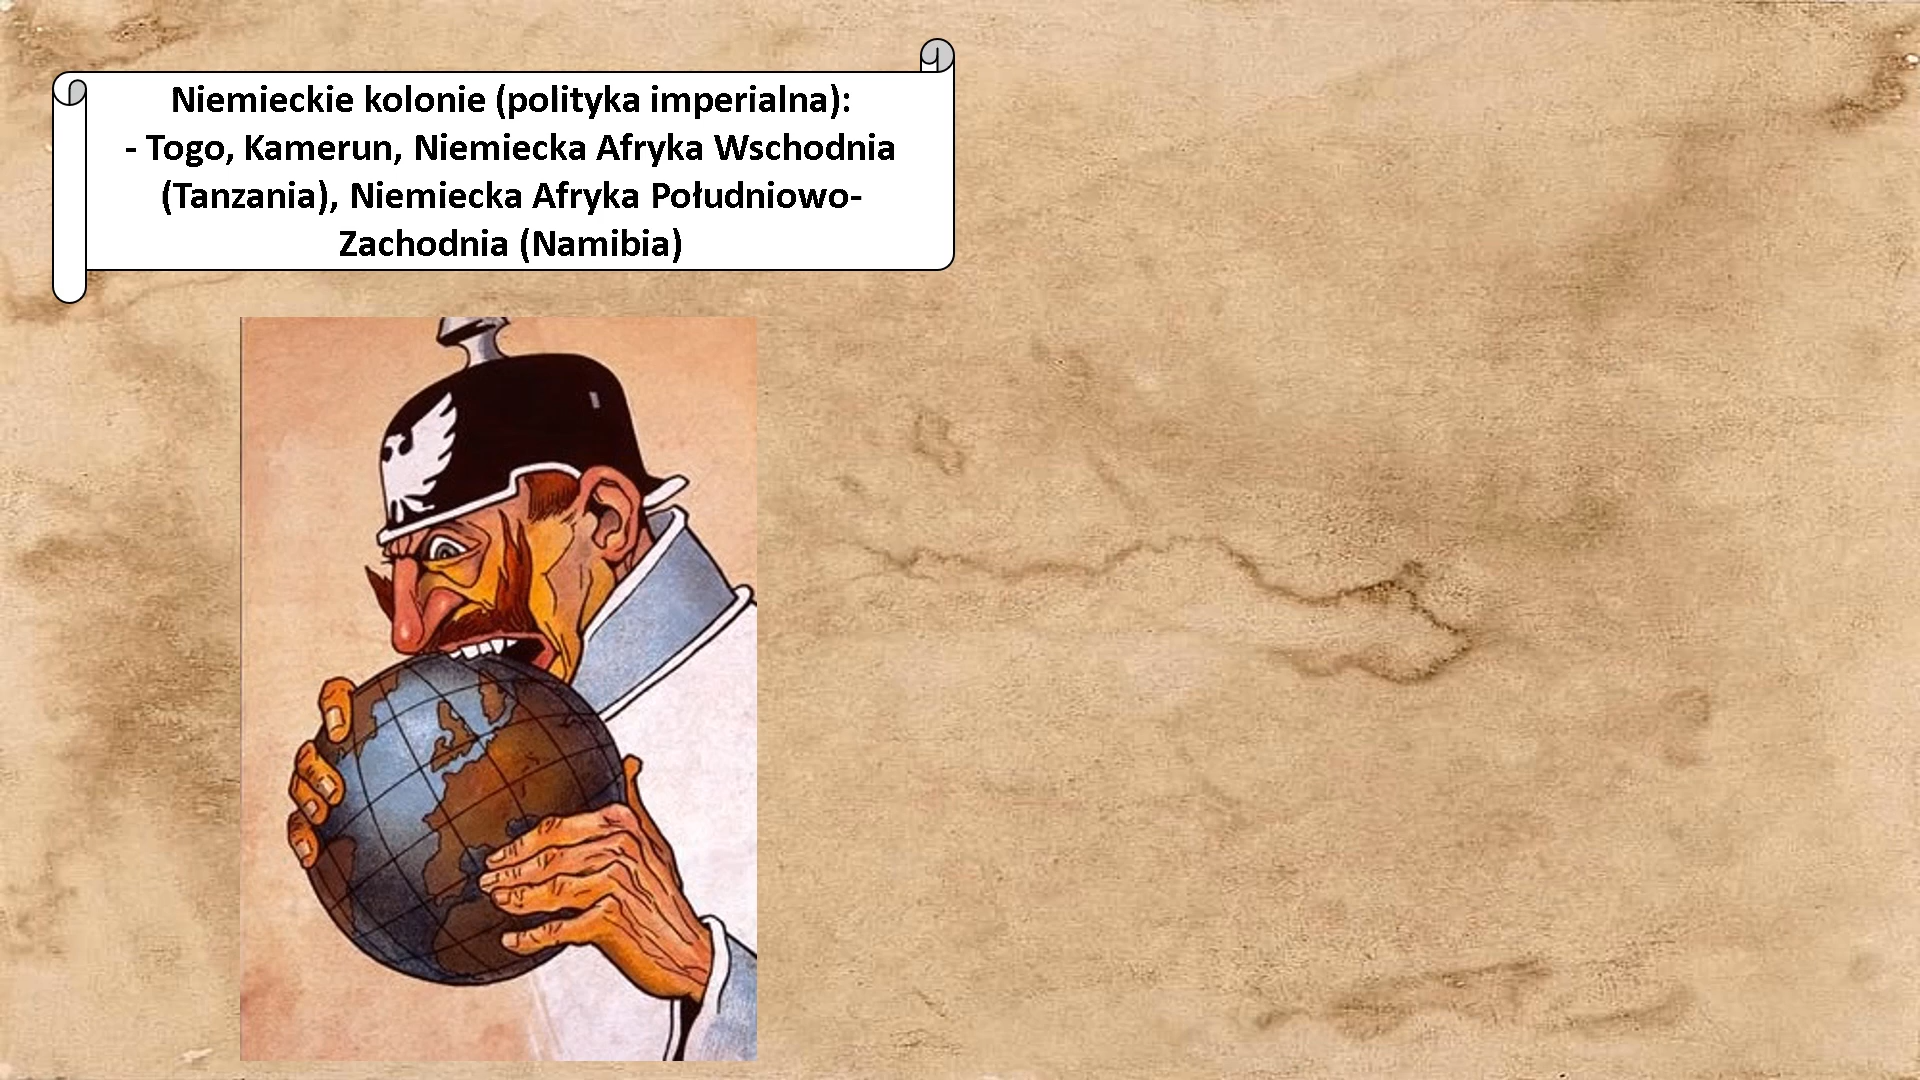 Niemieckie kolonie (polityka imperialna):
- Togo, Kamerun, Niemiecka Afryka Wschodnia
(Tanzania), Niemiecka Afryka Południowo-
Zachodnia (Namibia)